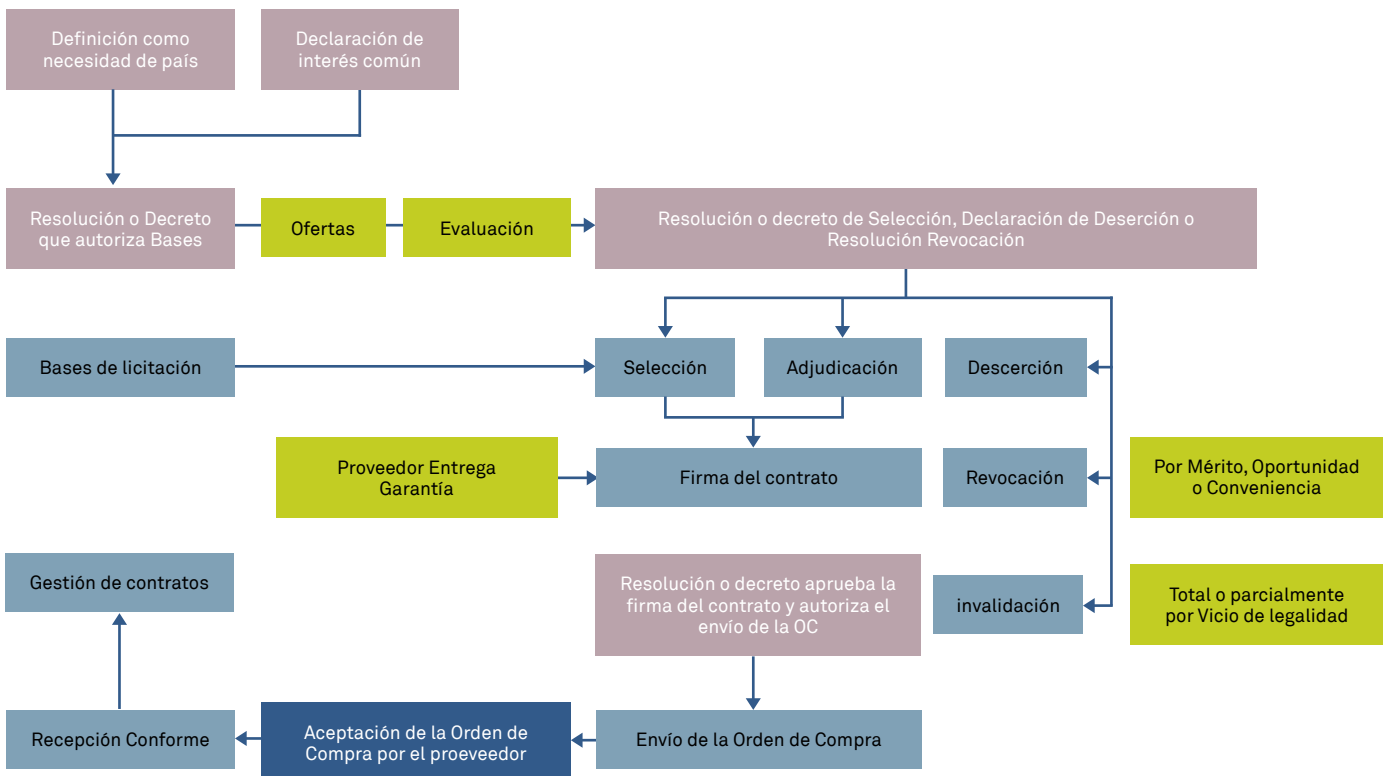 Definición como
necesidad de país
Declaración de
interés común
Resolución o Decreto
que autoriza Bases
Ofertas
Evaluación
Resolución o decreto de Selección, Declaración de Deserción o
Resolución Revocación
Bases de licitación
Selección
Adjudicación
Descerción
Proveedor Entrega
Garantía
Firma del contrato
Revocación
Por Mérito, Oportunidad
o Conveniencia
Gestión de contratos
Resolución o decreto aprueba la
firma del contrato y autoriza el
envío de la OC
invalidación
Total o parcialmente
por Vicio de legalidad
Recepción Conforme
Aceptación de la Orden de
Compra por el proeveedor
Envío de la Orden de Compra